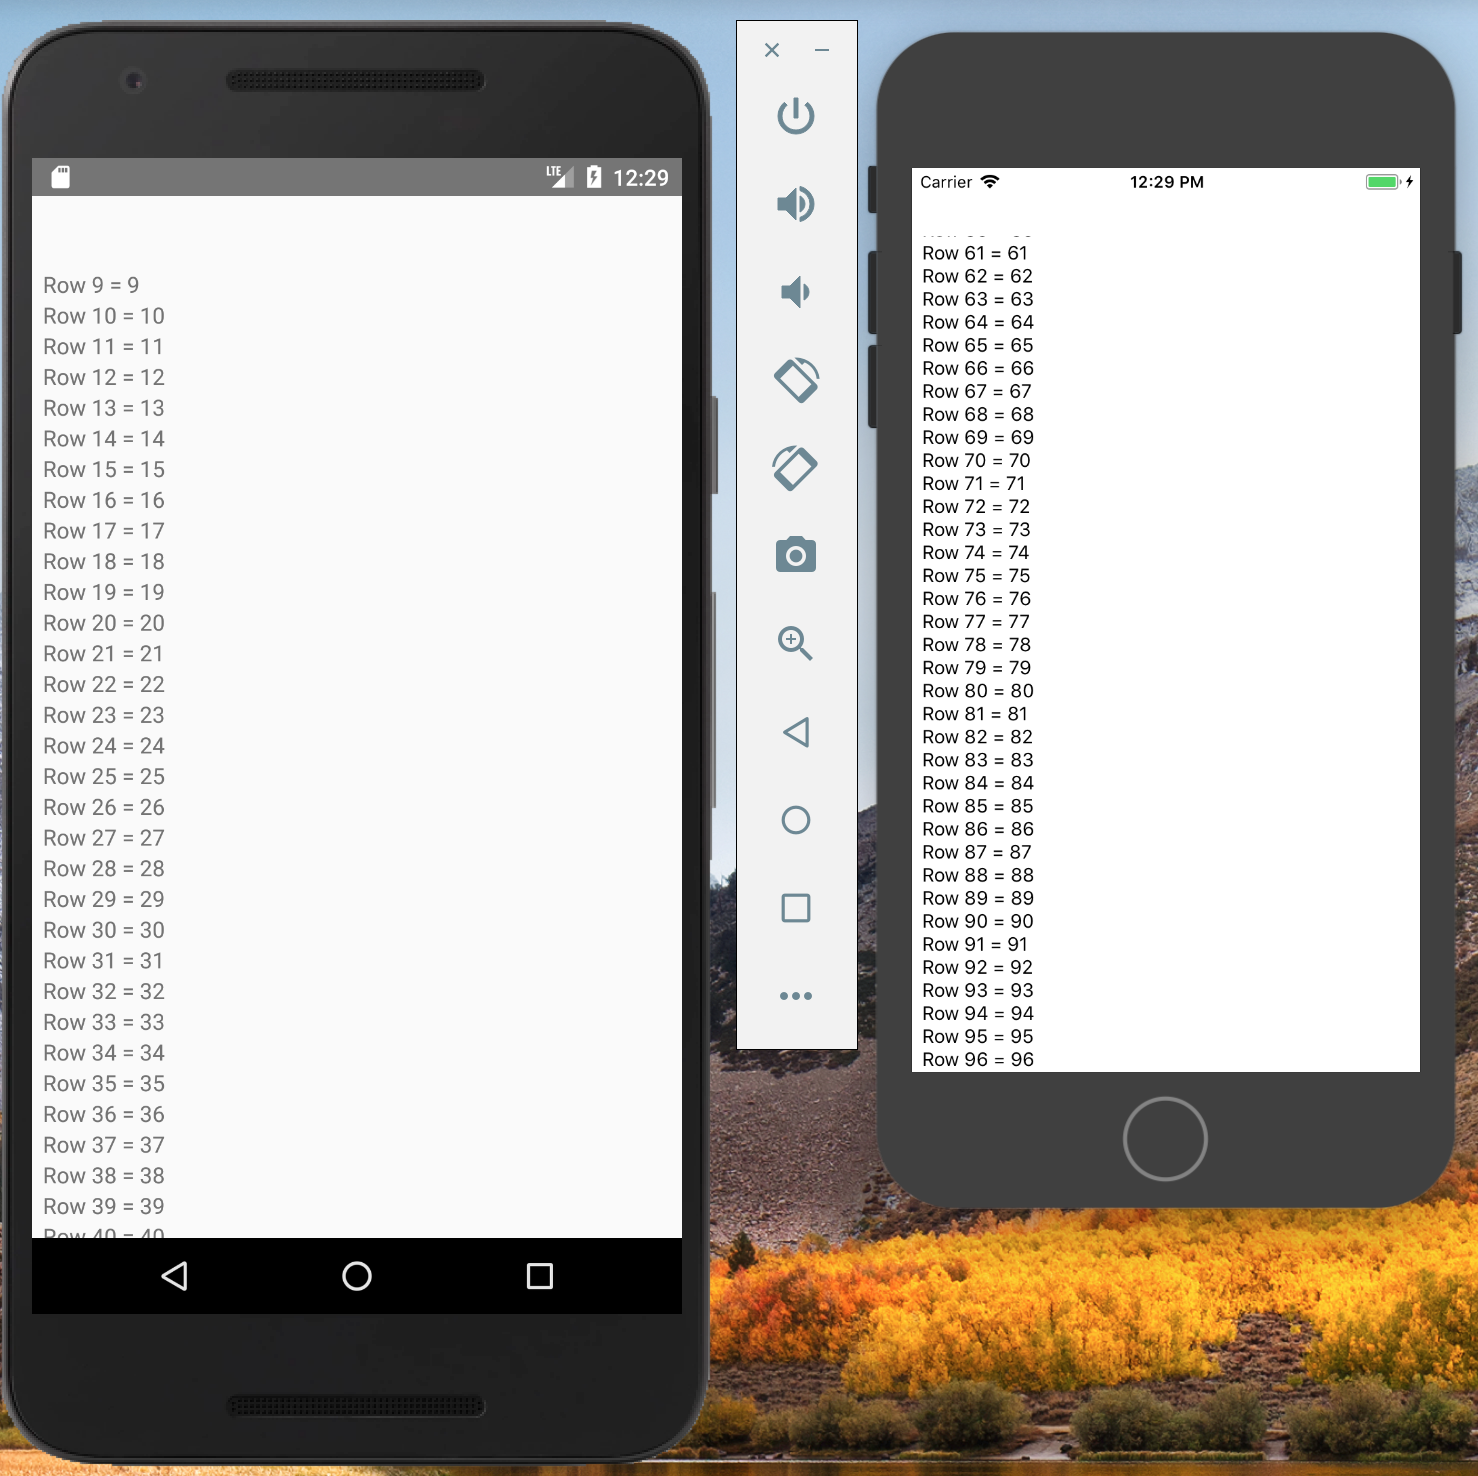 LTE 12:29
Row 9 = 9
Row 10 = 10
Row 11 = 11
Row 12 = 12
Row 13 = 13
Row 14 = 14
Row 15 = 15
Row 16 = 16
Row 17 = 17
Row 18 = 18
Row 19 = 19
Row 20 = 20
Row 21 = 21
Row 22 = 22
Row 23 = 23
Row 24 = 24
Row 25 = 25
Row 26 = 26
Row 27 = 27
Row 28 = 28
Row 29 = 29
Row 30 = 30
Row 31 = 31
Row 32 = 32
Row 33 = 33
Row 34 = 34
Row 35 = 35
Row 36 = 36
Row 37 = 37
Row 38 = 38
Row 39 = 39
Row 40 = 40
Carrier 12:29 PM
Row 61 = 61
Row 62 = 62
Row 63 = 63
Row 64 = 64
Row 65 = 65
Row 66 = 66
Row 67 = 67
Row 68 = 68
Row 69 = 69
Row 70 = 70
Row 71 = 71
Row 72 = 72
Row 73 = 73
Row 74 = 74
Row 75 = 75
Row 76 = 76
Row 77 = 77
Row 78 = 78
Row 79 = 79
Row 80 = 80
Row 81 = 81
Row 82 = 82
Row 83 = 83
Row 84 = 84
Row 85 = 85
Row 86 = 86
Row 87 = 87
Row 88 = 88
Row 89 = 89
Row 90 = 90
Row 91 = 91
Row 92 = 92
Row 93 = 93
Row 94 = 94
Row 95 = 95
Row 96 = 96